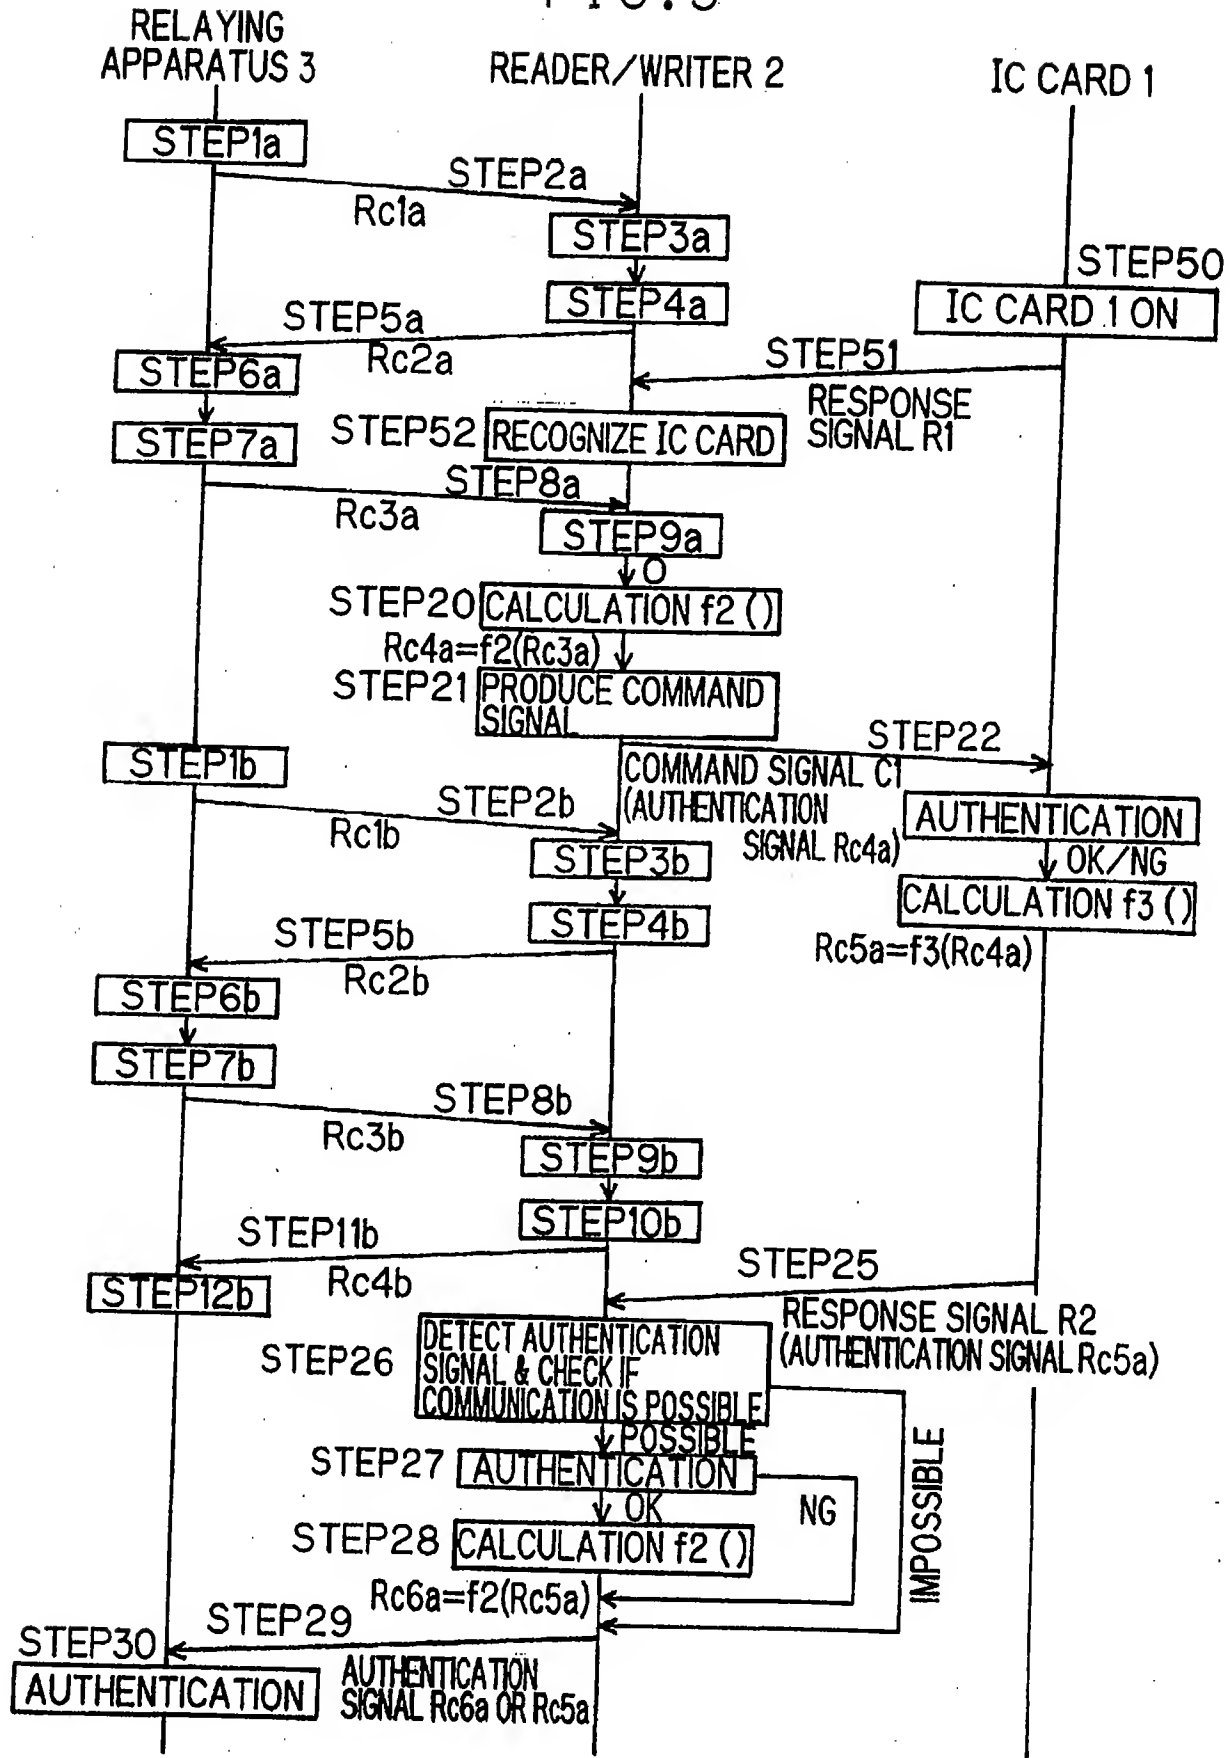 RELAYING
APPARATUS 3
READER/WRITER 2
IC CARD 1
STEP1a
STEP2a
Rc1a
STEP3a
STEP50
STEP4a
IC CARD 1 ON
STEP5a
Rc2a
STEP51
STEP6a
RESPONSE
SIGNAL R1
STEP52
RECOGNIZE IC CARD
STEP7a
STEP8a
Rc3a
STEP9a
O
STEP20
CALCULATION f2 ()
Rc4a=f2(Rc3a)
STEP21
PRODUCE COMMAND
SIGNAL
STEP22
STEP1b
COMMAND SIGNAL C1
(AUTHENTICATION
SIGNAL Rc4a)
STEP2b
Rc1b
AUTHENTICATION
STEP3b
OK/NG
CALCULATION f3 ()
STEP4b
STEP5b
Rc5a=f3(Rc4a)
Rc2b
STEP6b
STEP7b
STEP8b
Rc3b
STEP9b
STEP10b
STEP11b
Rc4b
STEP25
STEP12b
RESPONSE SIGNAL R2
(AUTHENTICATION SIGNAL Rc5a)
STEP26
DETECT AUTHENTICATION
SIGNAL & CHECK IF
COMMUNICATION IS POSSIBLE
POSSIBLE
STEP27
AUTHENTICATION
OK
NG
IMPOSSIBLE
STEP28
CALCULATION f2 ()
Rc6a=f2(Rc5a)
STEP29
STEP30
AUTHENTICATION
AUTHENTICATION
SIGNAL Rc6a OR Rc5a